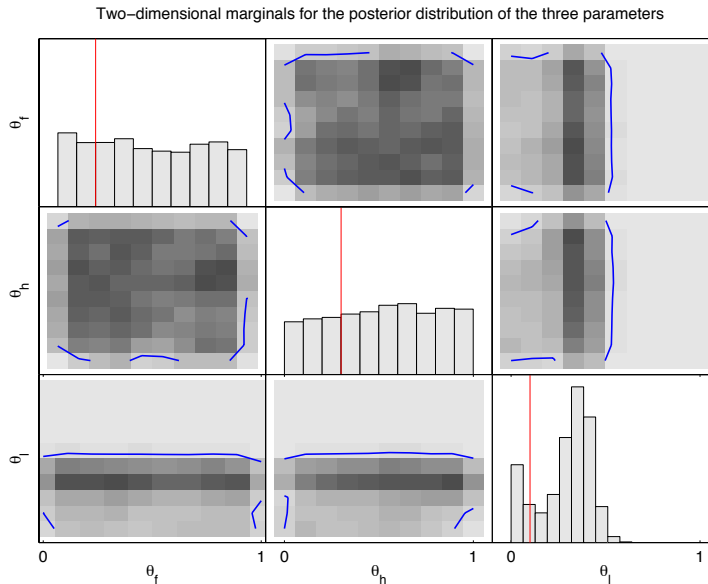 Two-dimensional marginals for the posterior distribution of the three parameters
θf
θh
θl
0 1 0 1 0 1
θf θh θl